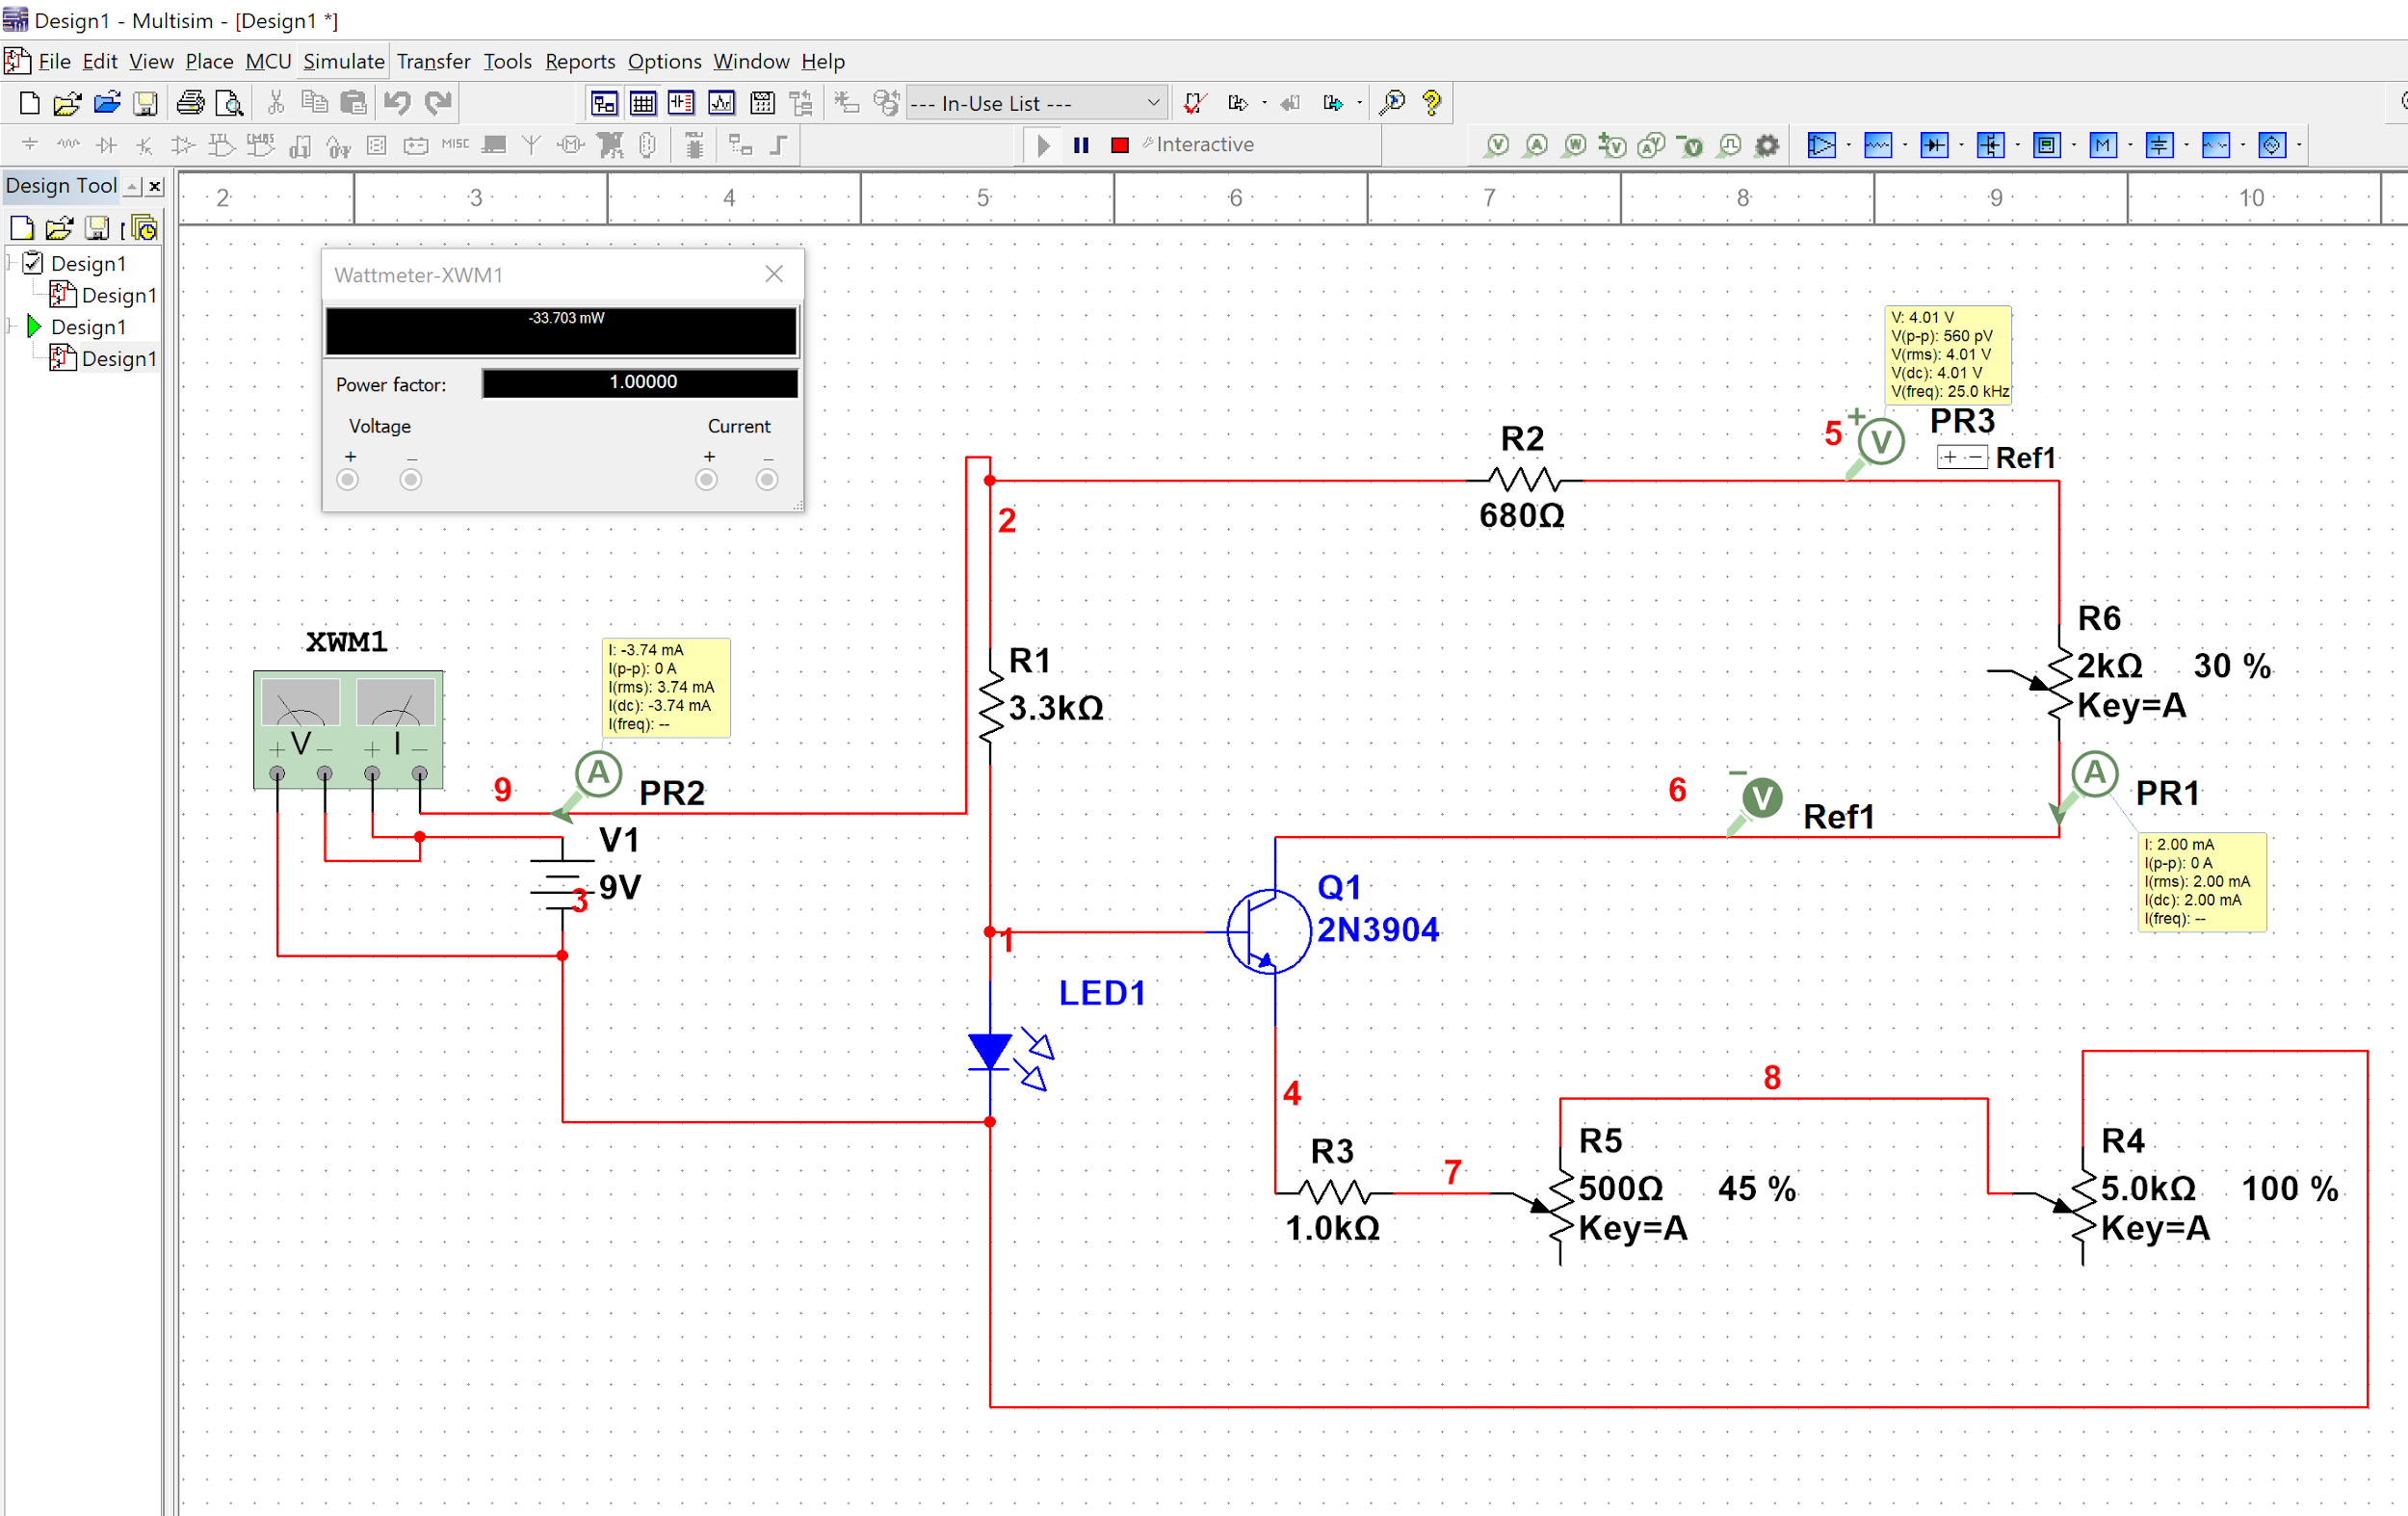 Design1 - Multisim - [Design1 *]
File Edit View Place MCU Simulate Transfer Tools Reports Options Window Help
--- In-Use List ---
MISC
Interactive
Design Tool
Design1
Design1
Design1
Design1
2 3 4 5 6 7 8 9 10
Wattmeter-XWM1
-33.703 mW
Power factor: 1.00000
Voltage Current
+ − + −
V: 4.01 V
V(p-p): 560 pV
V(rms): 4.01 V
V(dc): 4.01 V
V(freq): 25.0 kHz
5 + V PR3
+ − Ref1
R2
680Ω
2
R6
2kΩ 30 %
Key=A
XWM1
+ V − + I −
I: -3.74 mA
I(p-p): 0 A
I(rms): 3.74 mA
I(dc): -3.74 mA
I(freq): --
R1
3.3kΩ
9 A PR2
V1
9V
3
6 − V Ref1
A PR1
I: 2.00 mA
I(p-p): 0 A
I(rms): 2.00 mA
I(dc): 2.00 mA
I(freq): --
Q1
2N3904
1
LED1
4
8
R3
1.0kΩ
7
R5
500Ω 45 %
Key=A
R4
5.0kΩ 100 %
Key=A